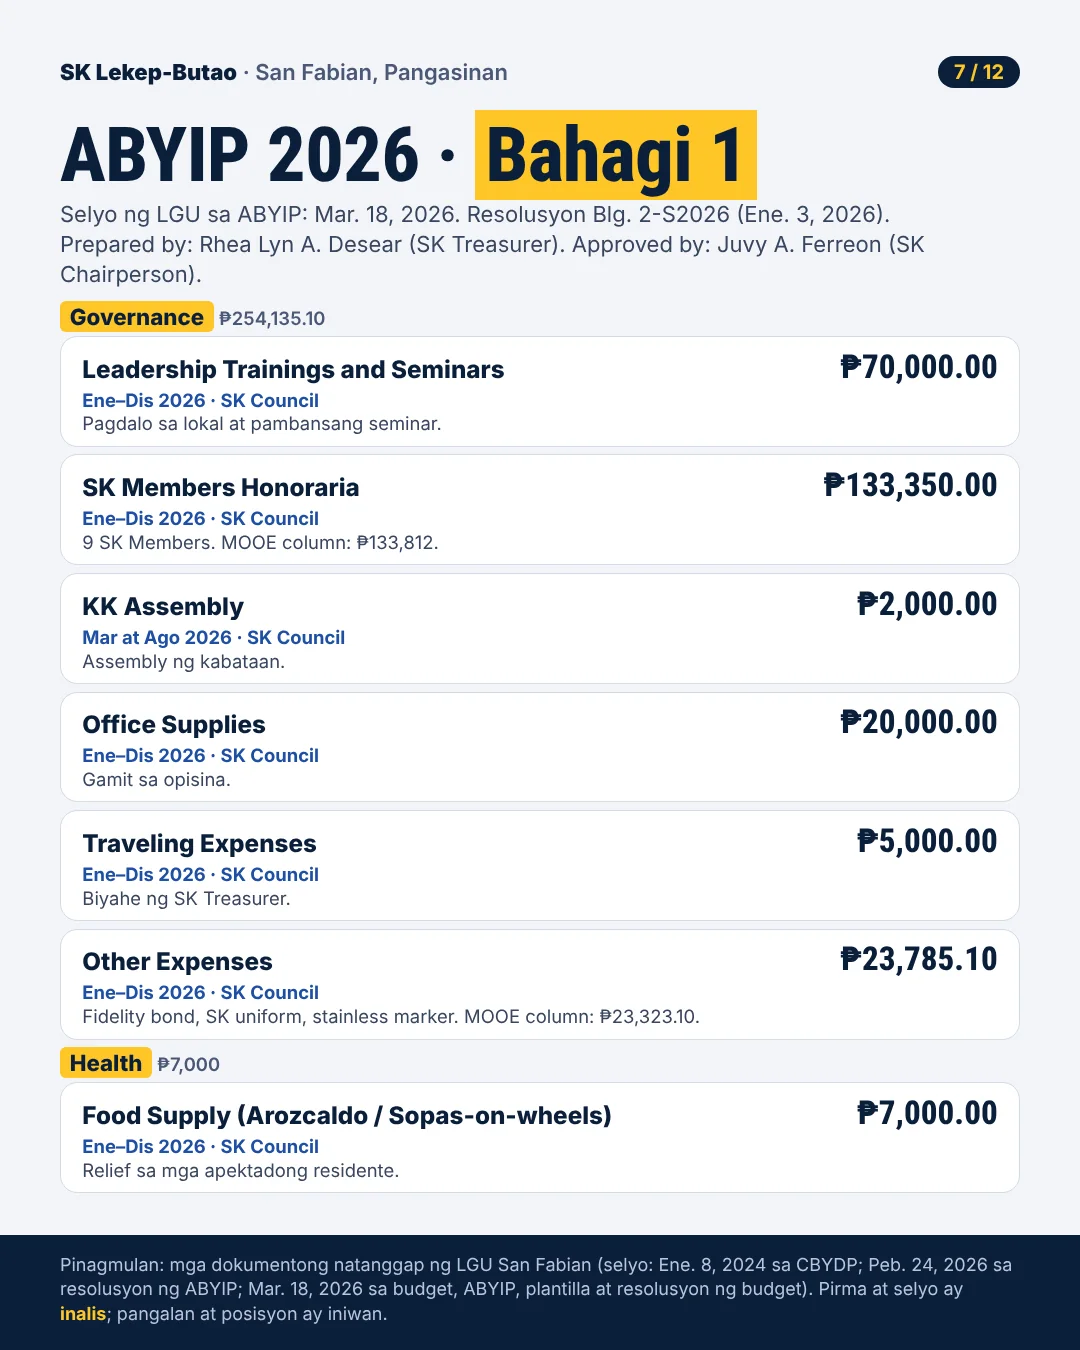 SK Lekep-Butao · San Fabian, Pangasinan
7 / 12
ABYIP 2026 · Bahagi 1
Selyo ng LGU sa ABYIP: Mar. 18, 2026. Resolusyon Blg. 2-S2026 (Ene. 3, 2026).
Prepared by: Rhea Lyn A. Desear (SK Treasurer). Approved by: Juvy A. Ferreon (SK
Chairperson).
Governance ₱254,135.10
Leadership Trainings and Seminars ₱70,000.00
Ene–Dis 2026 · SK Council
Pagdalo sa lokal at pambansang seminar.
SK Members Honoraria ₱133,350.00
Ene–Dis 2026 · SK Council
9 SK Members. MOOE column: ₱133,812.
KK Assembly ₱2,000.00
Mar at Ago 2026 · SK Council
Assembly ng kabataan.
Office Supplies ₱20,000.00
Ene–Dis 2026 · SK Council
Gamit sa opisina.
Traveling Expenses ₱5,000.00
Ene–Dis 2026 · SK Council
Biyahe ng SK Treasurer.
Other Expenses ₱23,785.10
Ene–Dis 2026 · SK Council
Fidelity bond, SK uniform, stainless marker. MOOE column: ₱23,323.10.
Health ₱7,000
Food Supply (Arozcaldo / Sopas-on-wheels) ₱7,000.00
Ene–Dis 2026 · SK Council
Relief sa mga apektadong residente.
Pinagmulan: mga dokumentong natanggap ng LGU San Fabian (selyo: Ene. 8, 2024 sa CBYDP; Peb. 24, 2026 sa
resolusyon ng ABYIP; Mar. 18, 2026 sa budget, ABYIP, plantilla at resolusyon ng budget). Pirma at selyo ay
inalis; pangalan at posisyon ay iniwan.